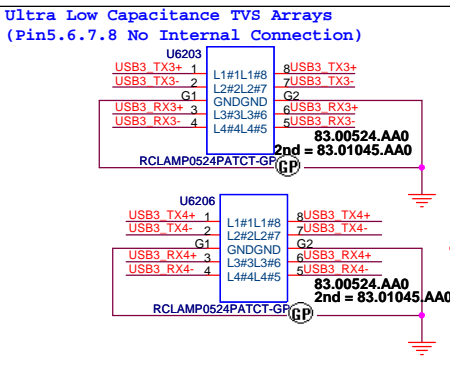 Ultra Low Capacitance TVS Arrays
(Pin5.6.7.8 No Internal Connection)
U6203
USB3_TX3+ 1 L1#1L1#8 8 USB3_TX3+
USB3_TX3- 2 L2#2L2#7 7 USB3_TX3-
G1 GNDGND G2
USB3_RX3+ 3 L3#3L3#6 6 USB3_RX3+
USB3_RX3- 4 L4#4L4#5 5 USB3_RX3-
83.00524.AA0
2nd = 83.01045.AA0
RCLAMP0524PATCT-GP GP
U6206
USB3_TX4+ 1 L1#1L1#8 8 USB3_TX4+
USB3_TX4- 2 L2#2L2#7 7 USB3_TX4-
G1 GNDGND G2
USB3_RX4+ 3 L3#3L3#6 6 USB3_RX4+
USB3_RX4- 4 L4#4L4#5 5 USB3_RX4-
83.00524.AA0
2nd = 83.01045.AA0
RCLAMP0524PATCT-GP GP